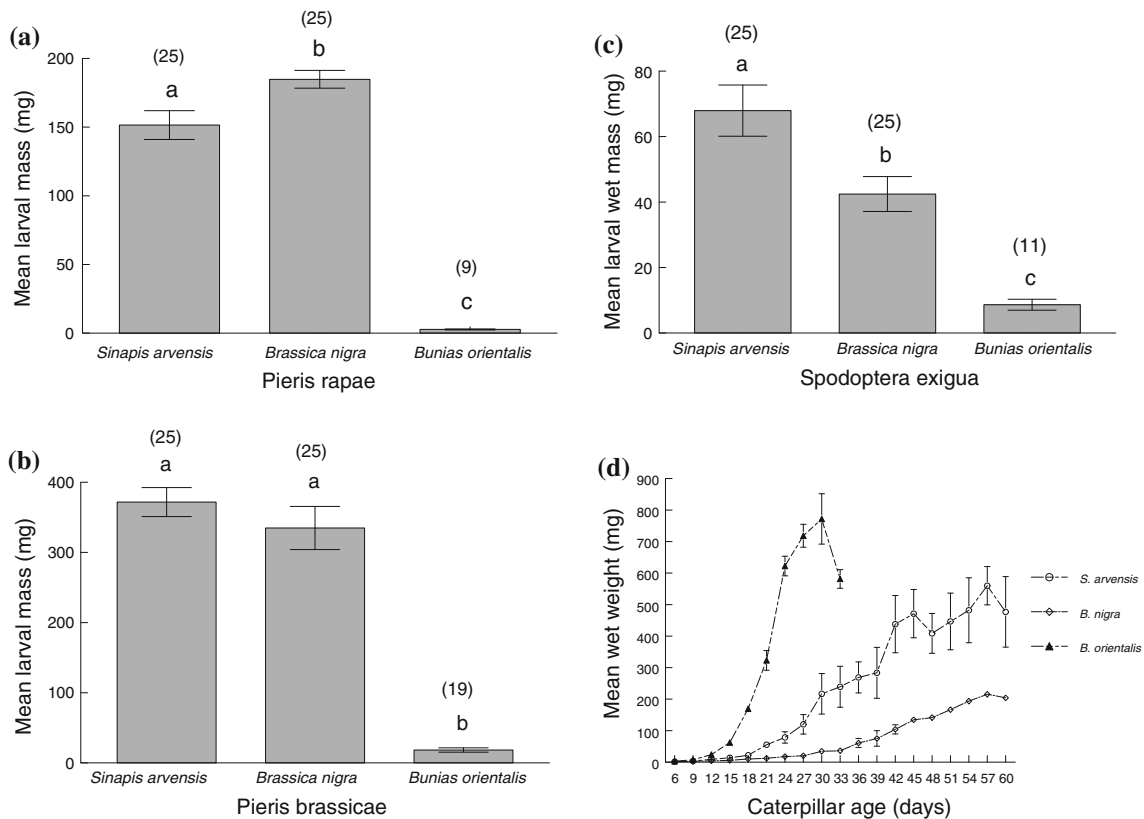 (a)
(25)
(25)
a
b
(9)
c
Mean larval mass (mg)
200
150
100
50
0
Sinapis arvensis
Brassica nigra
Bunias orientalis
Pieris rapae
(b)
(25)
(25)
a
a
(19)
b
Mean larval mass (mg)
400
300
200
100
0
Sinapis arvensis
Brassica nigra
Bunias orientalis
Pieris brassicae
(c)
(25)
a
(25)
b
(11)
c
Mean larval wet mass (mg)
80
60
40
20
0
Sinapis arvensis
Brassica nigra
Bunias orientalis
Spodoptera exigua
(d)
Mean wet weight (mg)
900
800
700
600
500
400
300
200
100
0
6 9 12 15 18 21 24 27 30 33 36 39 42 45 48 51 54 57 60
Caterpillar age (days)
S. arvensis
B. nigra
B. orientalis